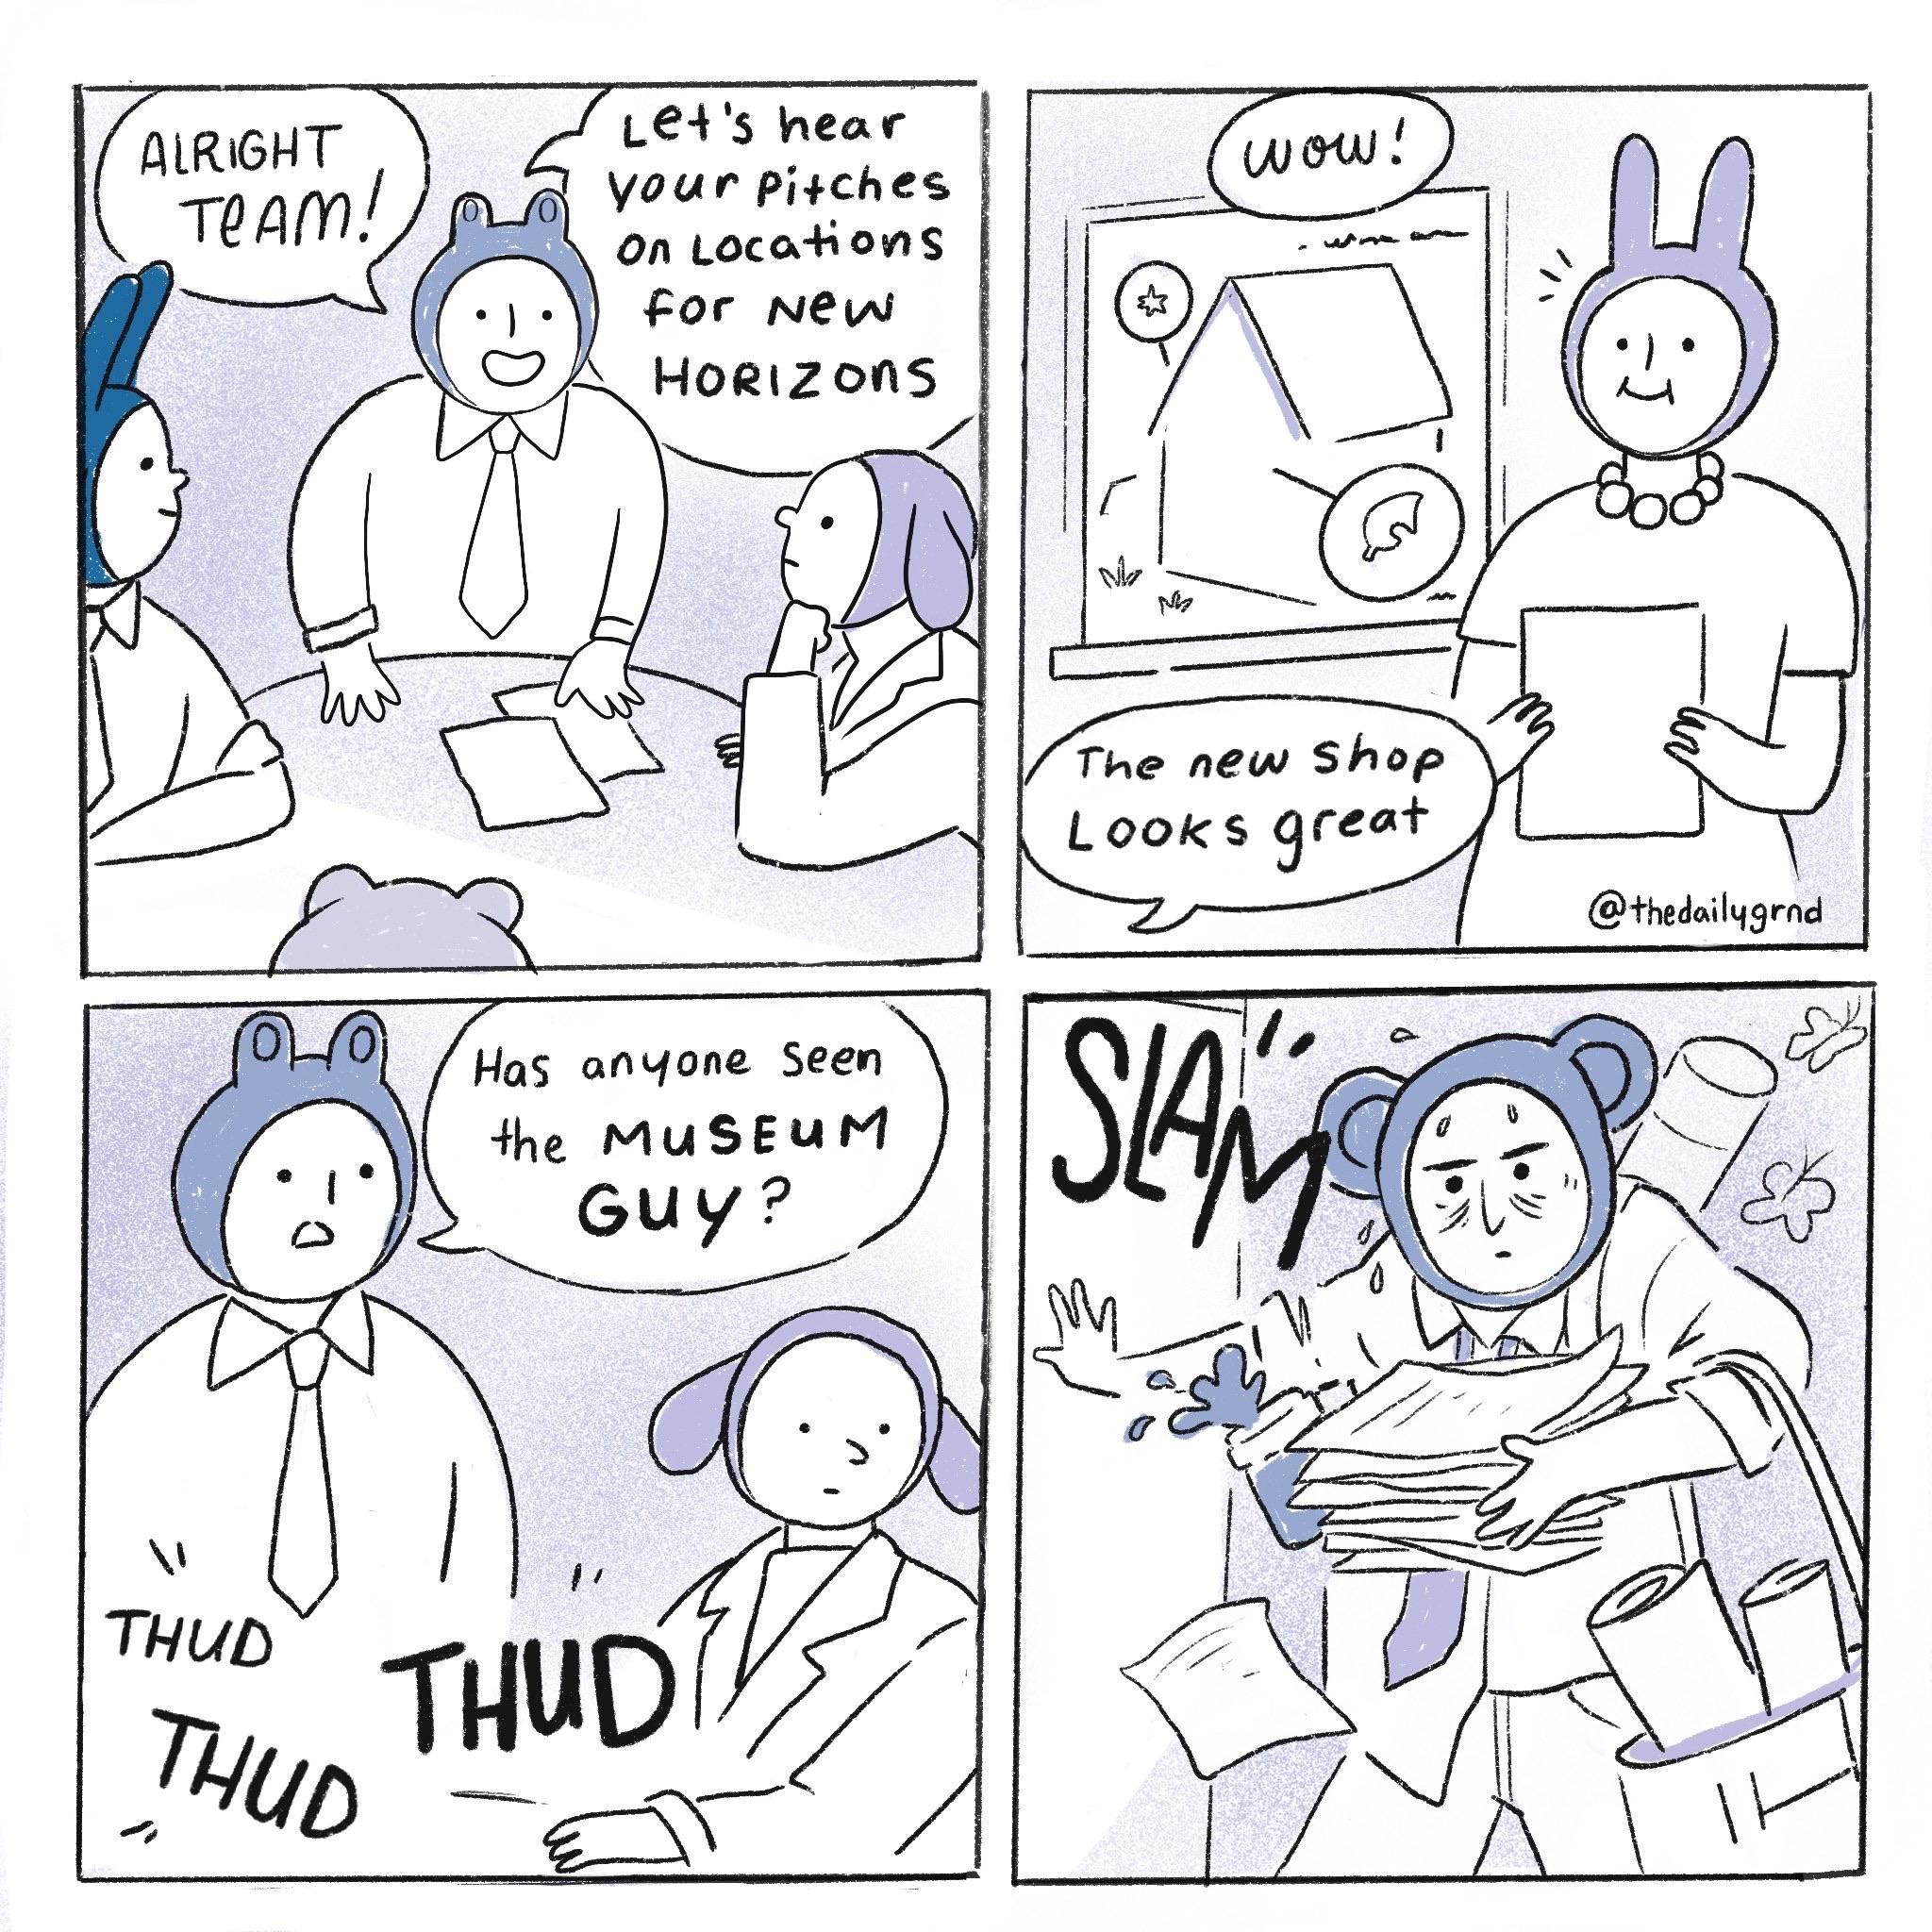 ALRIGHT
TEAM!
Let's hear
your pitches
on Locations
for New
HORIZONS
WOW!
The new shop
Looks great
@thedailygrnd
Has anyone seen
the MUSEUM
GUY?
THUD
THUD
THUD
SLAM